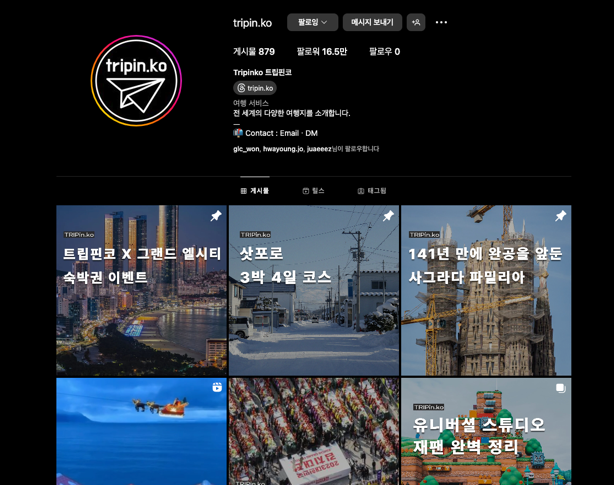 tripin.ko
팔로잉
메시지 보내기
tripin.ko
게시물 879
팔로워 16.5만
팔로우 0
Tripinko 트립핀코
tripin.ko
여행 서비스
전 세계의 다양한 여행지를 소개합니다.
Contact : Email · DM
glc_won, hwayoung.jo, juaeeez님이 팔로우합니다
게시물
릴스
태그됨
TRIPin.ko
트립핀코 X 그랜드 엘시티
숙박권 이벤트
TRIPin.ko
삿포로
3박 4일 코스
TRIPin.ko
141년 만에 완공을 앞둔
사그라다 파밀리아
TRIPin.ko
TRIPin.ko
유니버셜 스튜디오
재팬 완벽 정리